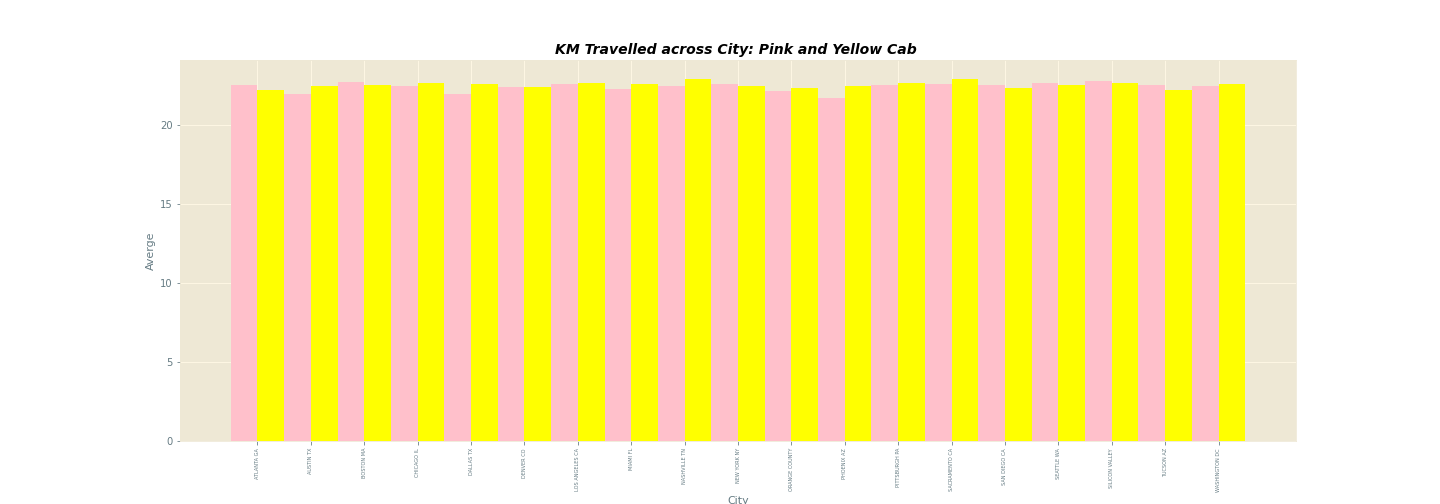 KM Travelled across City: Pink and Yellow Cab
20
15
10
5
0
Averge
ATLANTA GA
AUSTIN TX
BOSTON MA
CHICAGO IL
DALLAS TX
DENVER CO
LOS ANGELES CA
MIAMI FL
NASHVILLE TN
NEW YORK NY
ORANGE COUNTY
PHOENIX AZ
PITTSBURGH PA
SACRAMENTO CA
SAN DIEGO CA
SEATTLE WA
SILICON VALLEY
TUCSON AZ
WASHINGTON DC
City